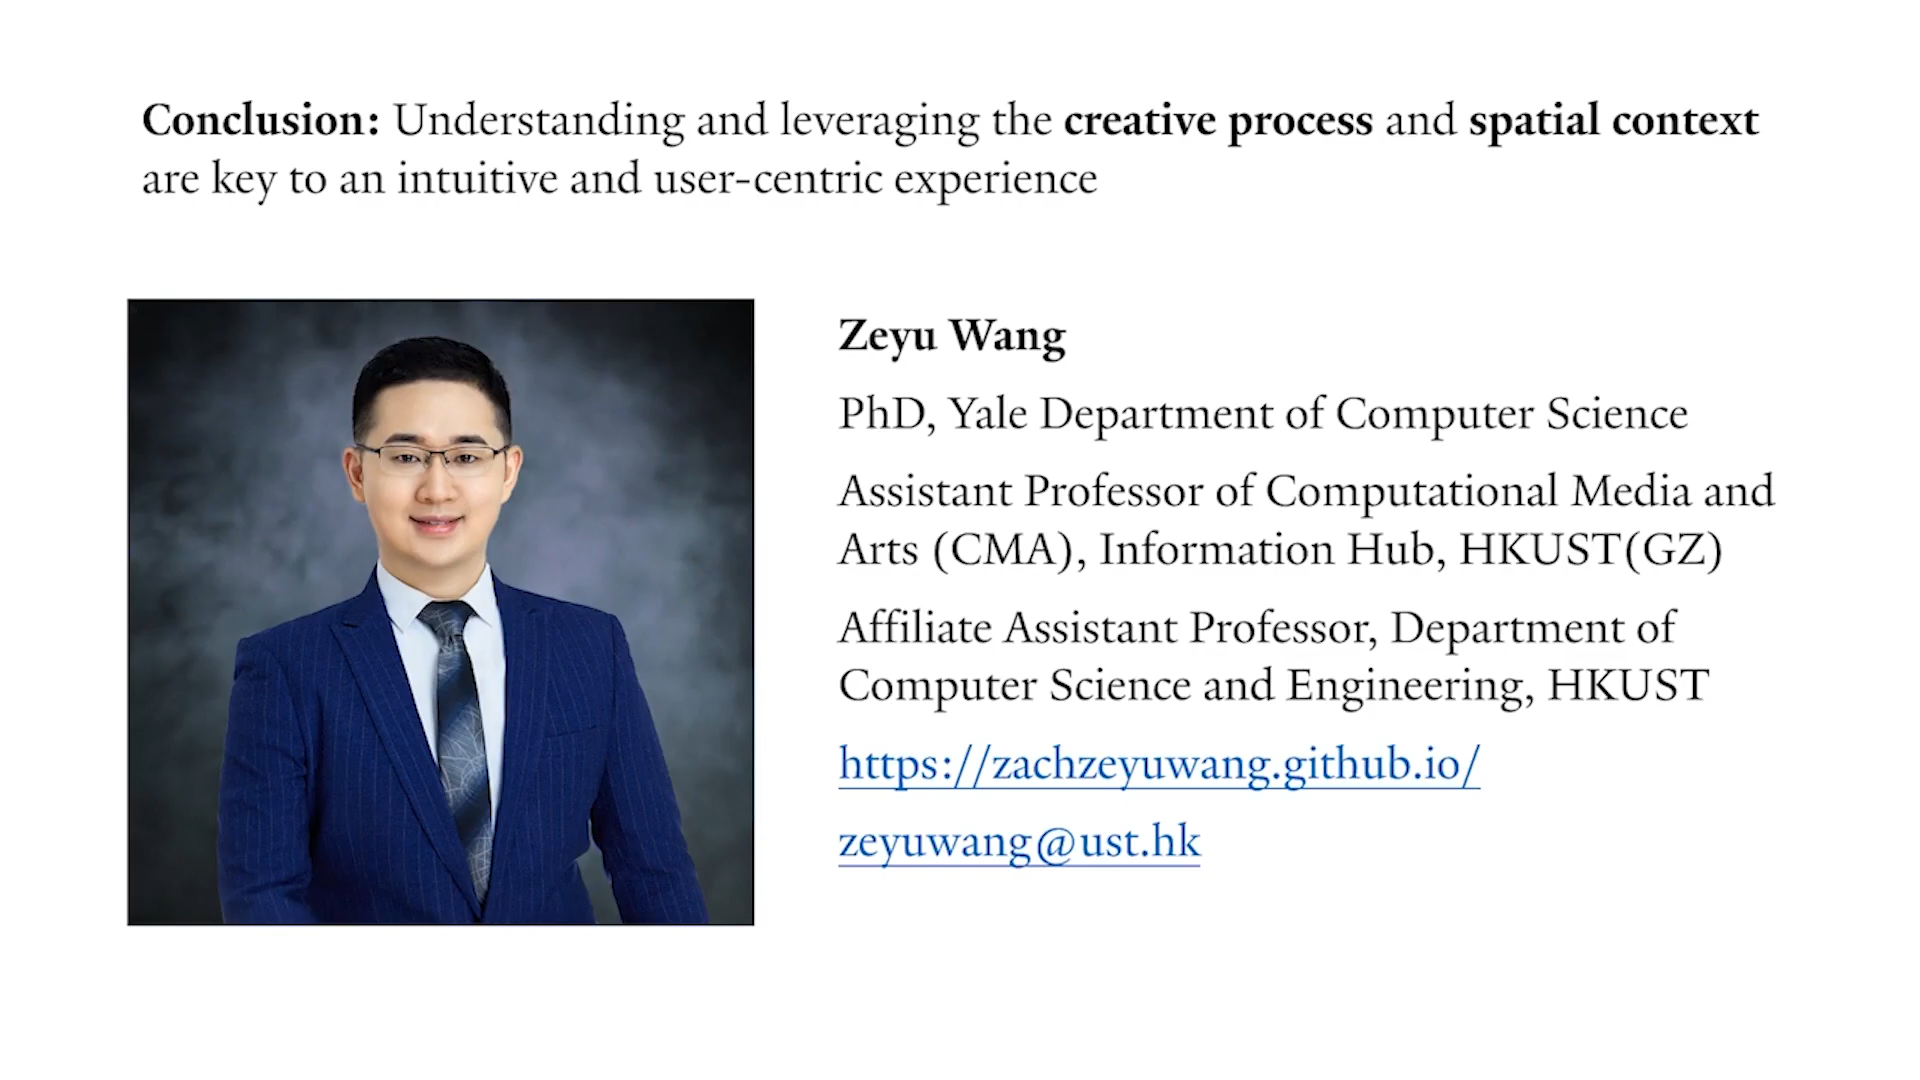 Conclusion: Understanding and leveraging the creative process and spatial context
are key to an intuitive and user-centric experience
Zeyu Wang
PhD, Yale Department of Computer Science
Assistant Professor of Computational Media and
Arts (CMA), Information Hub, HKUST(GZ)
Affiliate Assistant Professor, Department of
Computer Science and Engineering, HKUST
https://zachzeyuwang.github.io/
zeyuwang@ust.hk